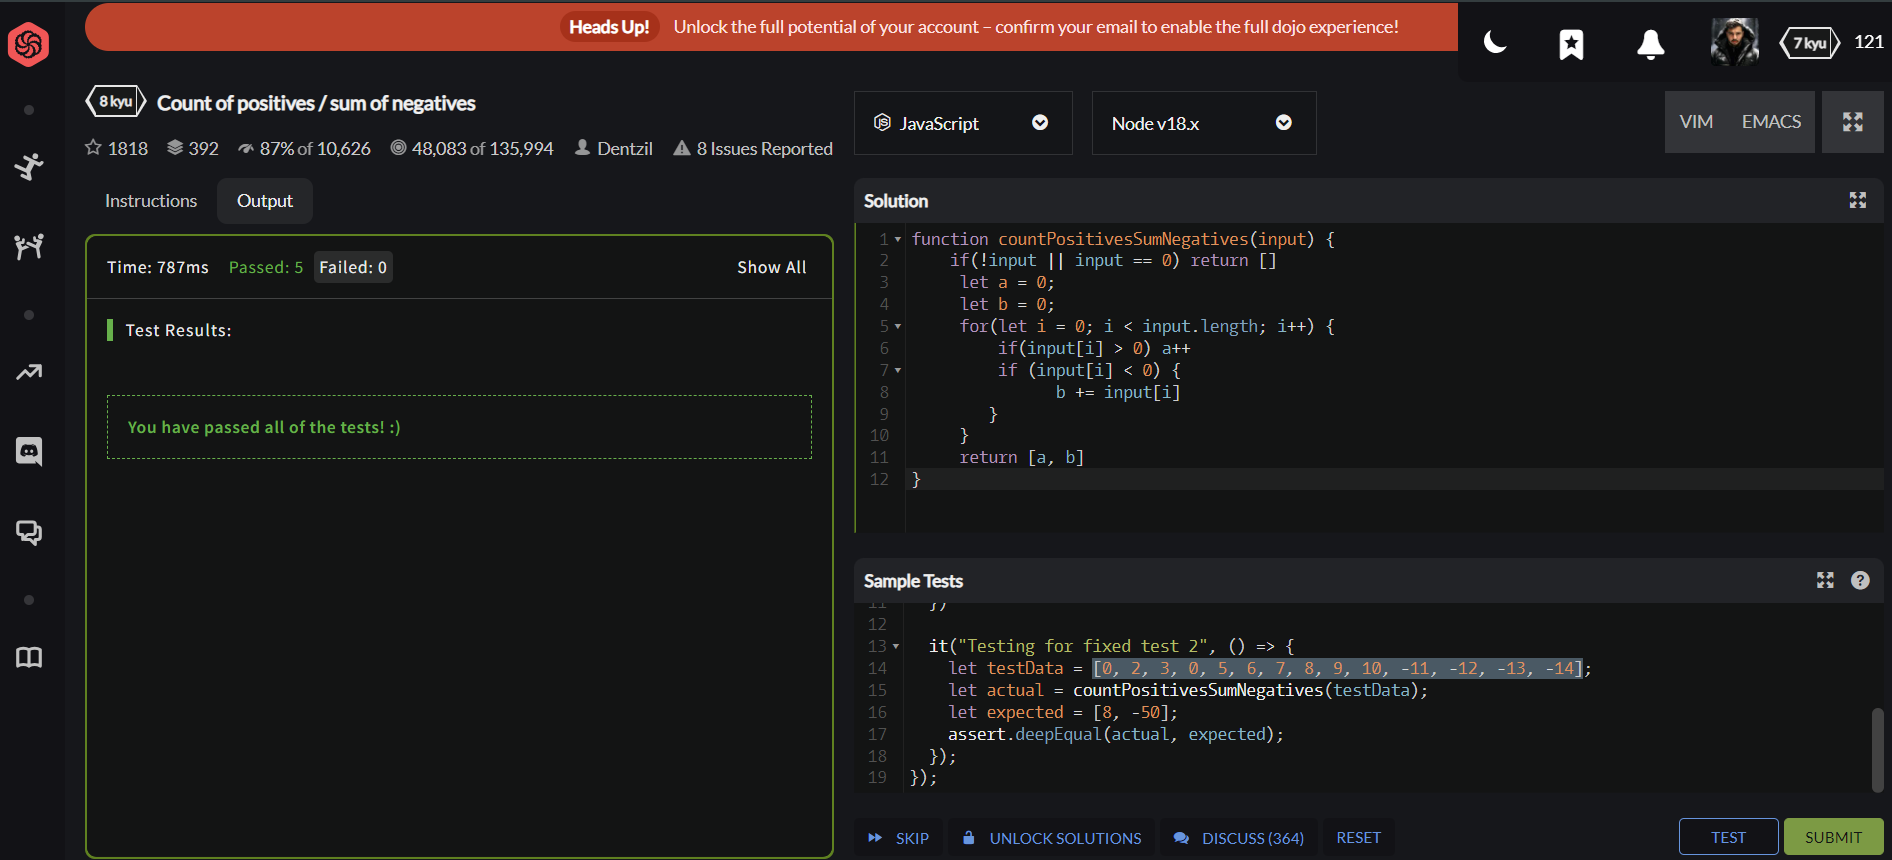 Heads Up! Unlock the full potential of your account – confirm your email to enable the full dojo experience!
7 kyu 121
8 kyu Count of positives / sum of negatives
1818 392 87% of 10,626 48,083 of 135,994 Dentzil 8 Issues Reported
JavaScript
Node v18.x
VIM EMACS
Instructions Output
Time: 787ms Passed: 5 Failed: 0 Show All
Test Results:
You have passed all of the tests! :)
Solution
1 function countPositivesSumNegatives(input) {
2 if(!input || input == 0) return []
3 let a = 0;
4 let b = 0;
5 for(let i = 0; i < input.length; i++) {
6 if(input[i] > 0) a++
7 if (input[i] < 0) {
8 b += input[i]
9 }
10 }
11 return [a, b]
12 }
Sample Tests
11 })
12
13 it("Testing for fixed test 2", () => {
14 let testData = [0, 2, 3, 0, 5, 6, 7, 8, 9, 10, -11, -12, -13, -14];
15 let actual = countPositivesSumNegatives(testData);
16 let expected = [8, -50];
17 assert.deepEqual(actual, expected);
18 });
19 });
SKIP UNLOCK SOLUTIONS DISCUSS (364) RESET TEST SUBMIT